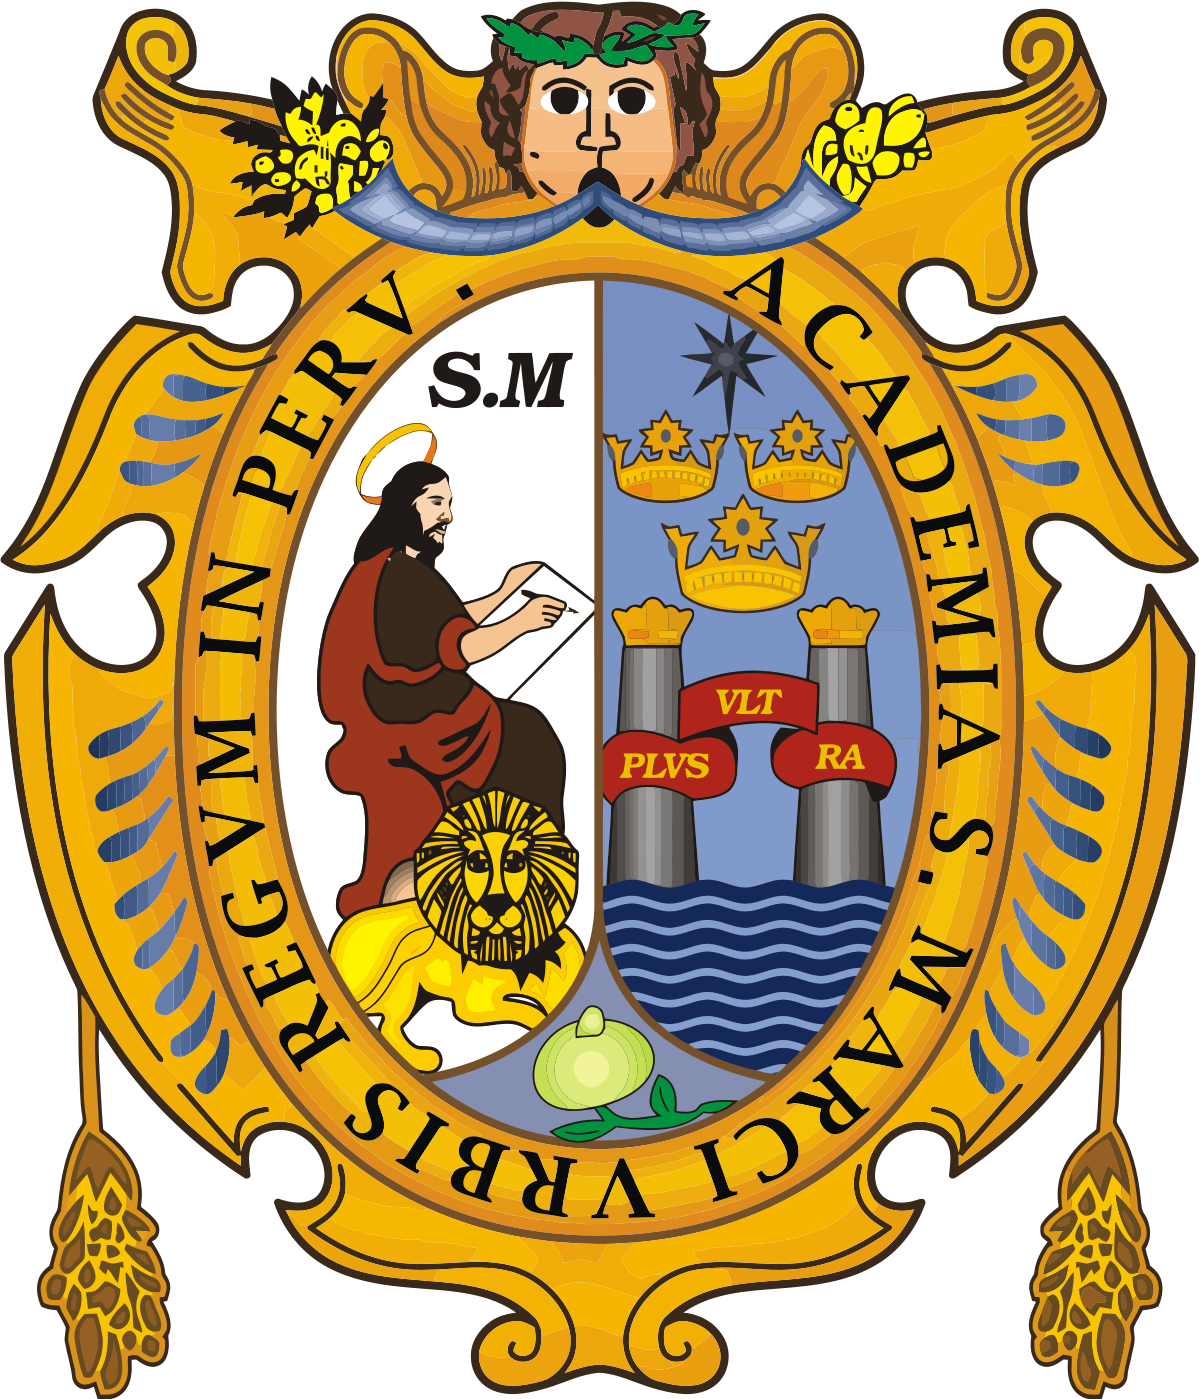 ACADEMIA S. MARCI VRBIS REGVM IN PERV .
S.M
VLT
PLVS
RA